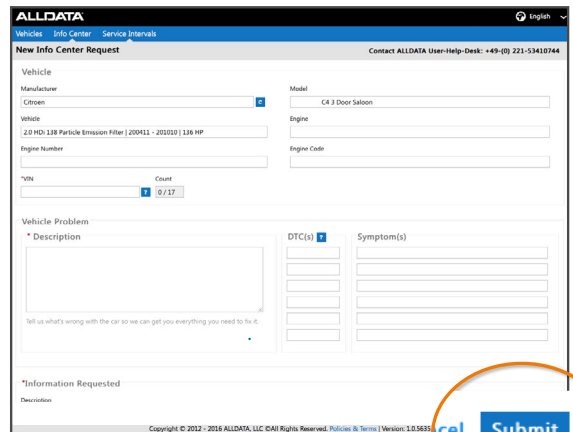 ALLDATA English
Vehicles Info Center Service Intervals
New Info Center Request Contact ALLDATA User-Help-Desk: +49-(0) 221-53410744
Vehicle
Manufacturer Model
Citroen e C4 3 Door Saloon
Vehicle Engine
2.0 HDi 138 Particle Emission Filter | 200411 - 201010 | 136 HP
Engine Number Engine Code
*VIN Count
? 0 / 17
Vehicle Problem
* Description DTC(s) ? Symptom(s)
Tell us what's wrong with the car so we can get you everything you need to fix it.
*Information Requested
Description
cel Submit
Copyright © 2012 - 2016 ALLDATA, LLC ©All Rights Reserved. Policies & Terms | Version: 1.0.5635